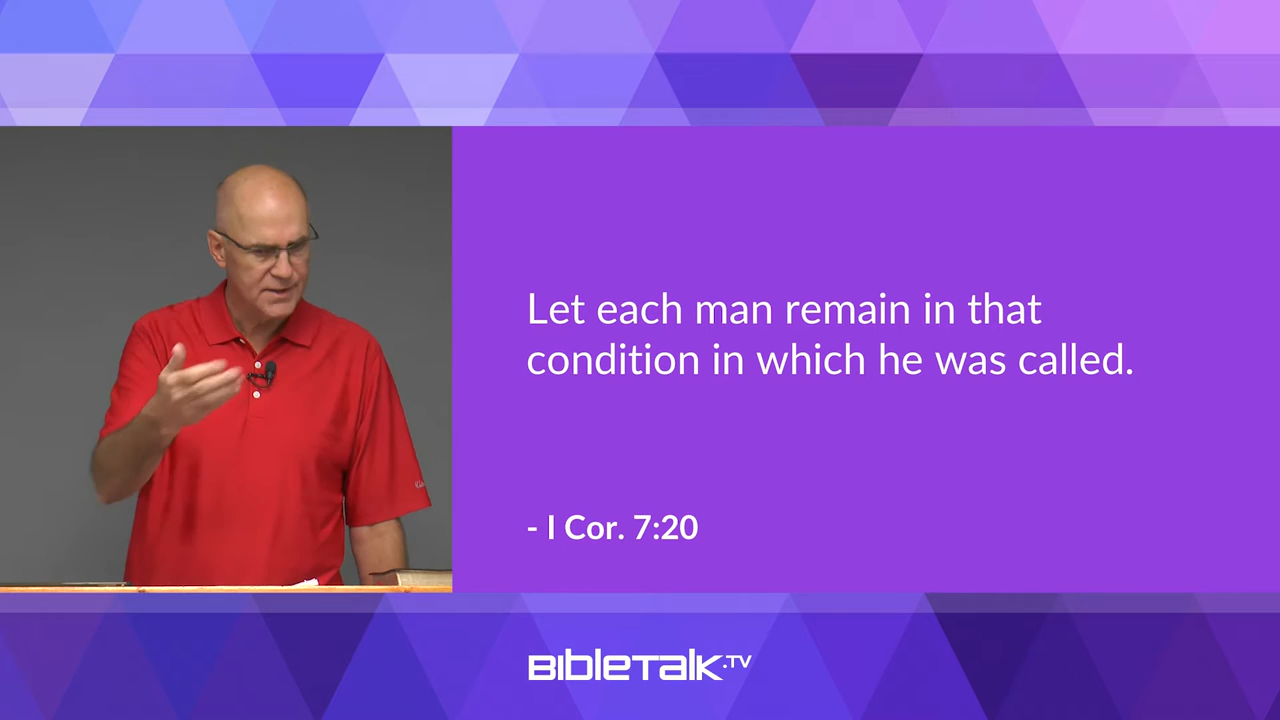 Let each man remain in that
condition in which he was called.
- I Cor. 7:20
BibleTalk.TV